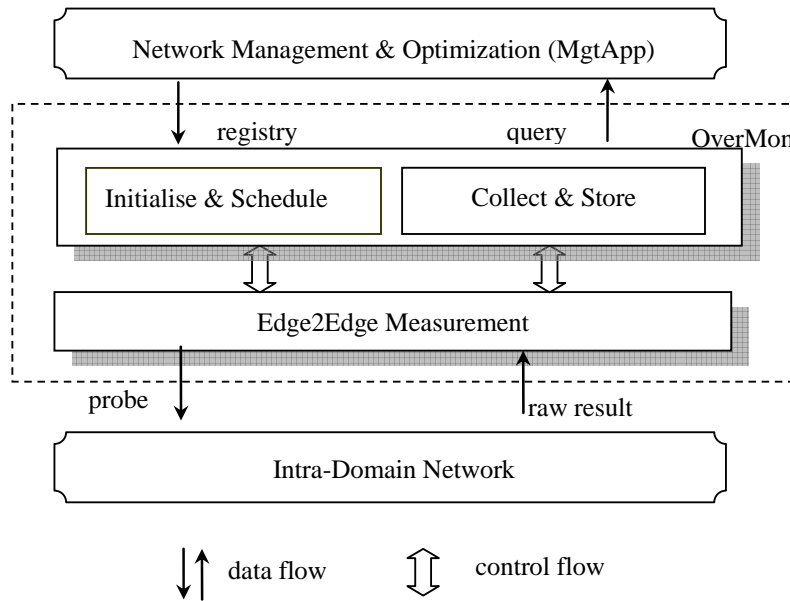 Network Management & Optimization (MgtApp)
registry
query
OverMon
Initialise & Schedule
Collect & Store
Edge2Edge Measurement
probe
raw result
Intra-Domain Network
data flow
control flow